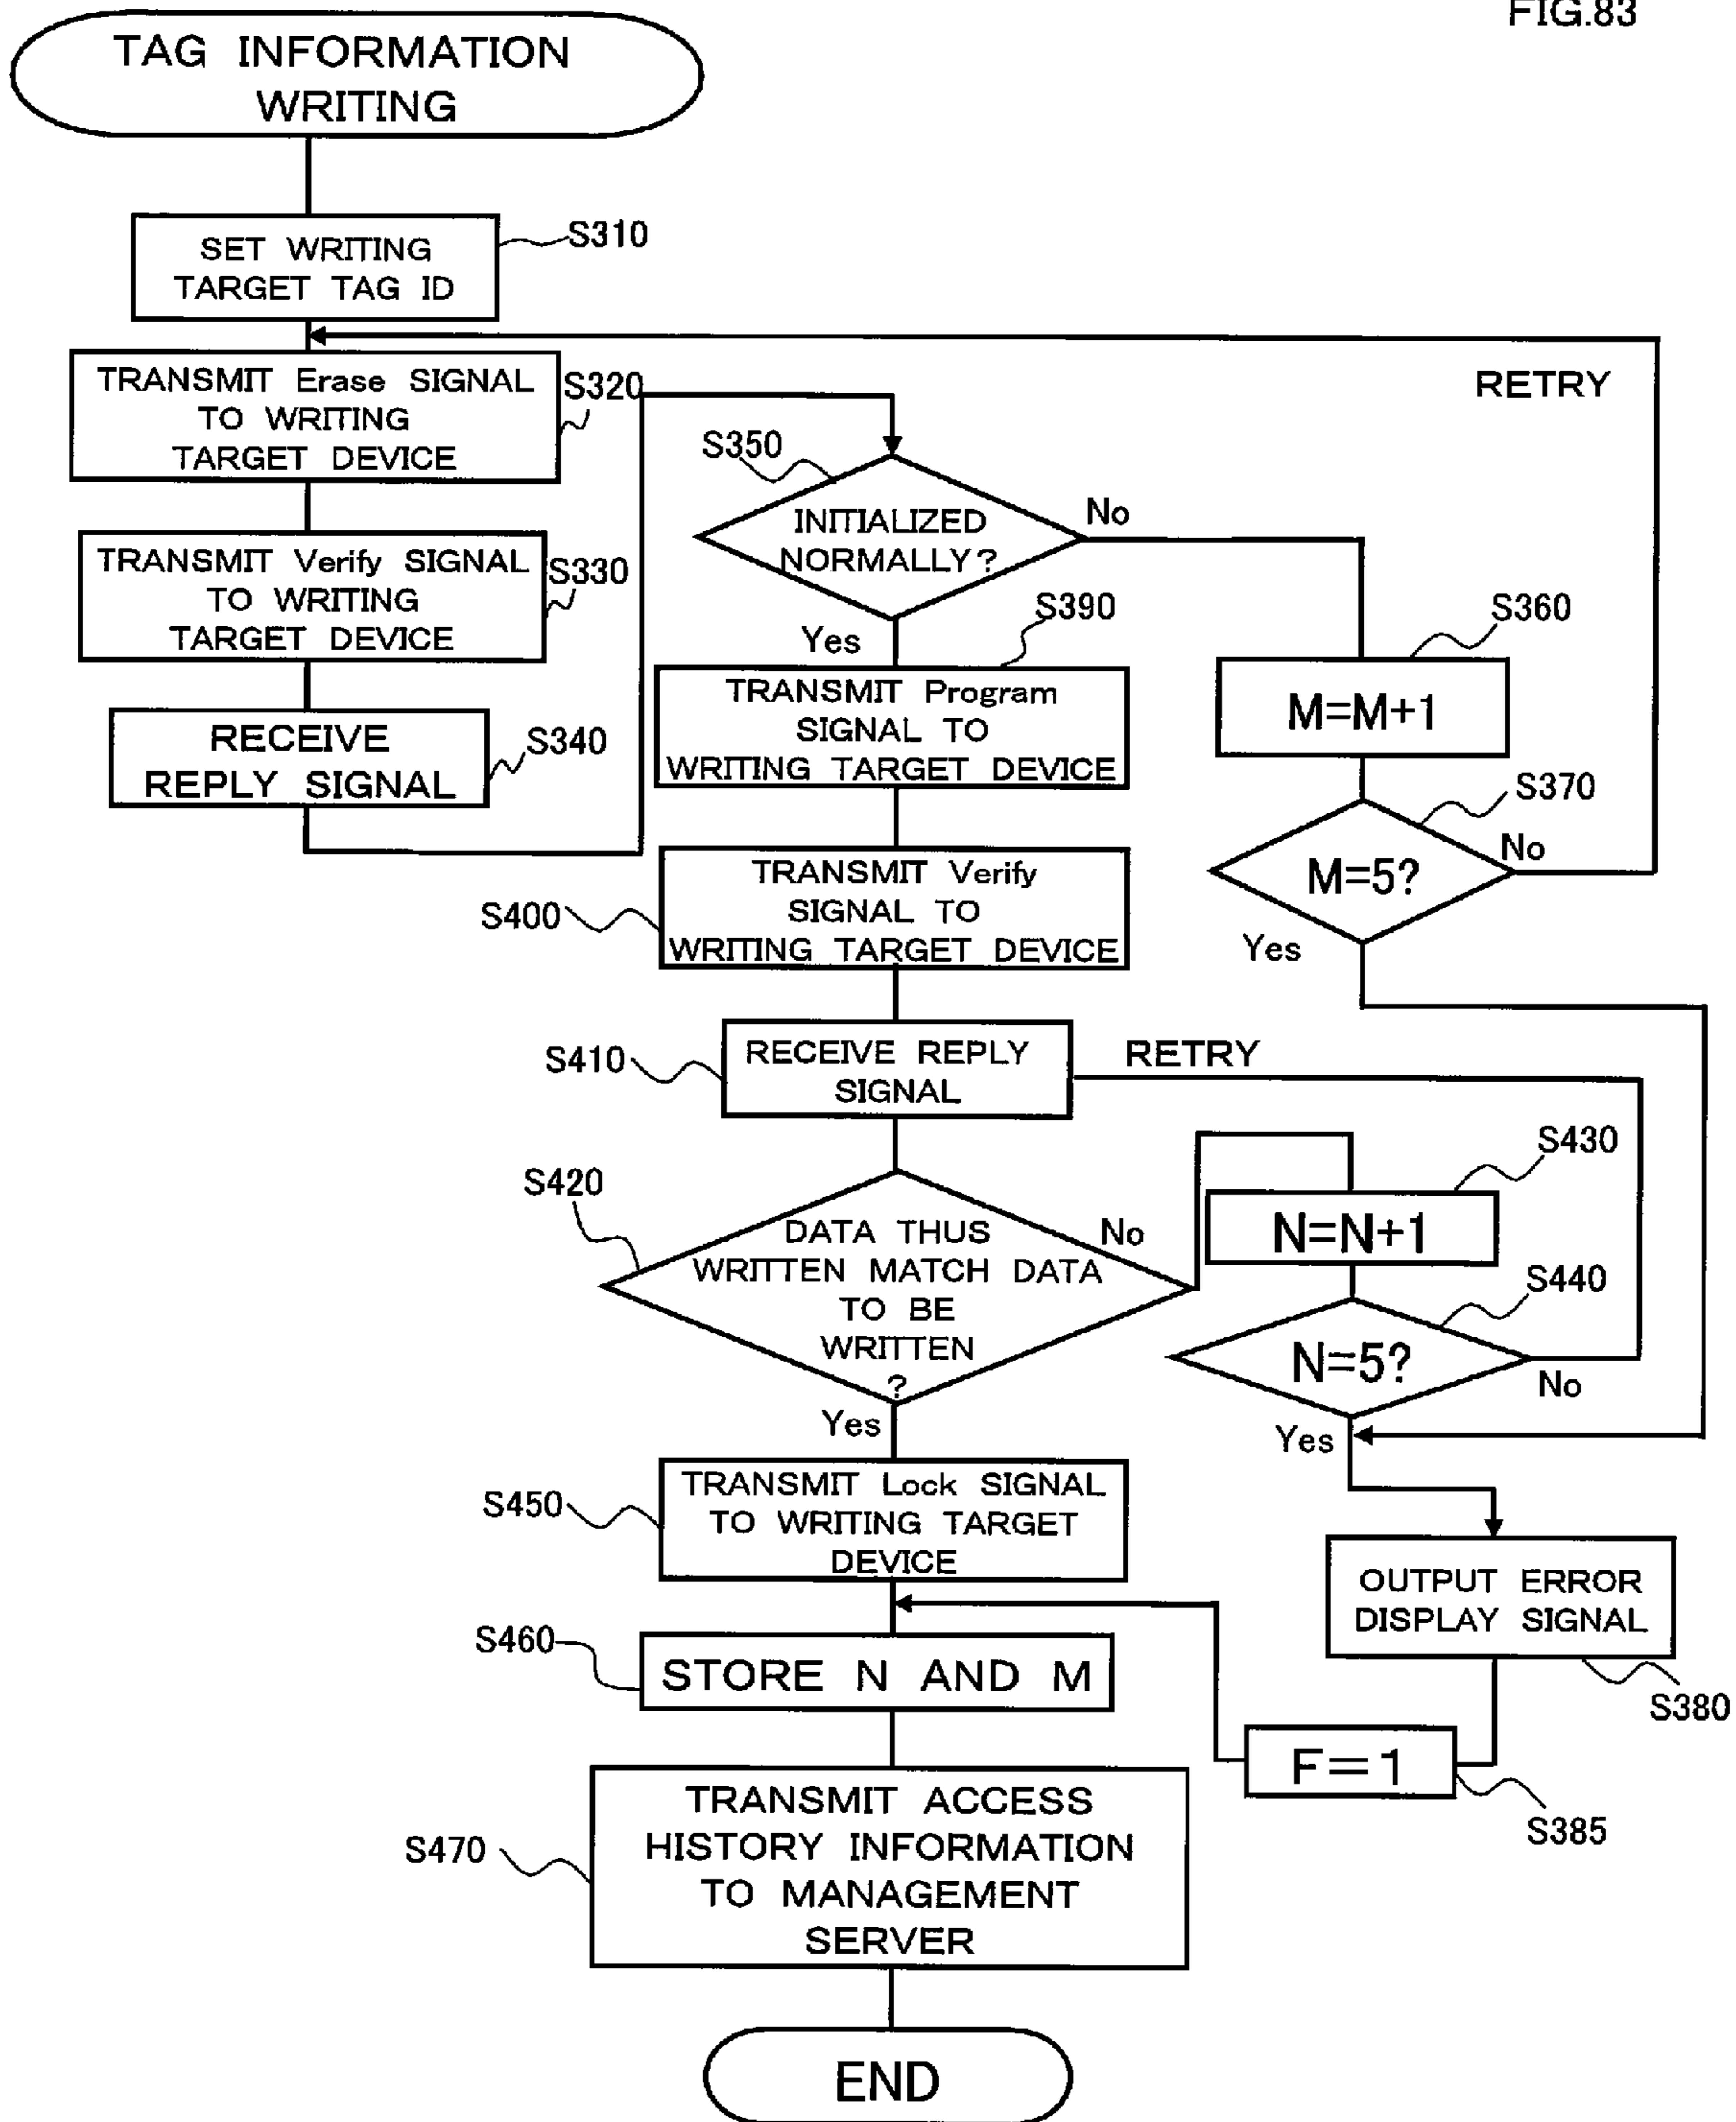 FIG.83
TAG INFORMATION
WRITING
SET WRITING
TARGET TAG ID
S310
TRANSMIT Erase SIGNAL
TO WRITING
TARGET DEVICE
S320
RETRY
TRANSMIT Verify SIGNAL
TO WRITING
TARGET DEVICE
S330
RECEIVE
REPLY SIGNAL
S340
S350
INITIALIZED
NORMALLY?
No
Yes
S360
M=M+1
S370
M=5?
No
Yes
S390
TRANSMIT Program
SIGNAL TO
WRITING TARGET DEVICE
S400
TRANSMIT Verify
SIGNAL TO
WRITING TARGET DEVICE
S410
RECEIVE REPLY
SIGNAL
RETRY
S420
DATA THUS
WRITTEN MATCH DATA
TO BE
WRITTEN
?
No
Yes
S430
N=N+1
S440
N=5?
No
Yes
S450
TRANSMIT Lock SIGNAL
TO WRITING TARGET
DEVICE
OUTPUT ERROR
DISPLAY SIGNAL
S380
F=1
S385
S460
STORE N AND M
S470
TRANSMIT ACCESS
HISTORY INFORMATION
TO MANAGEMENT
SERVER
END